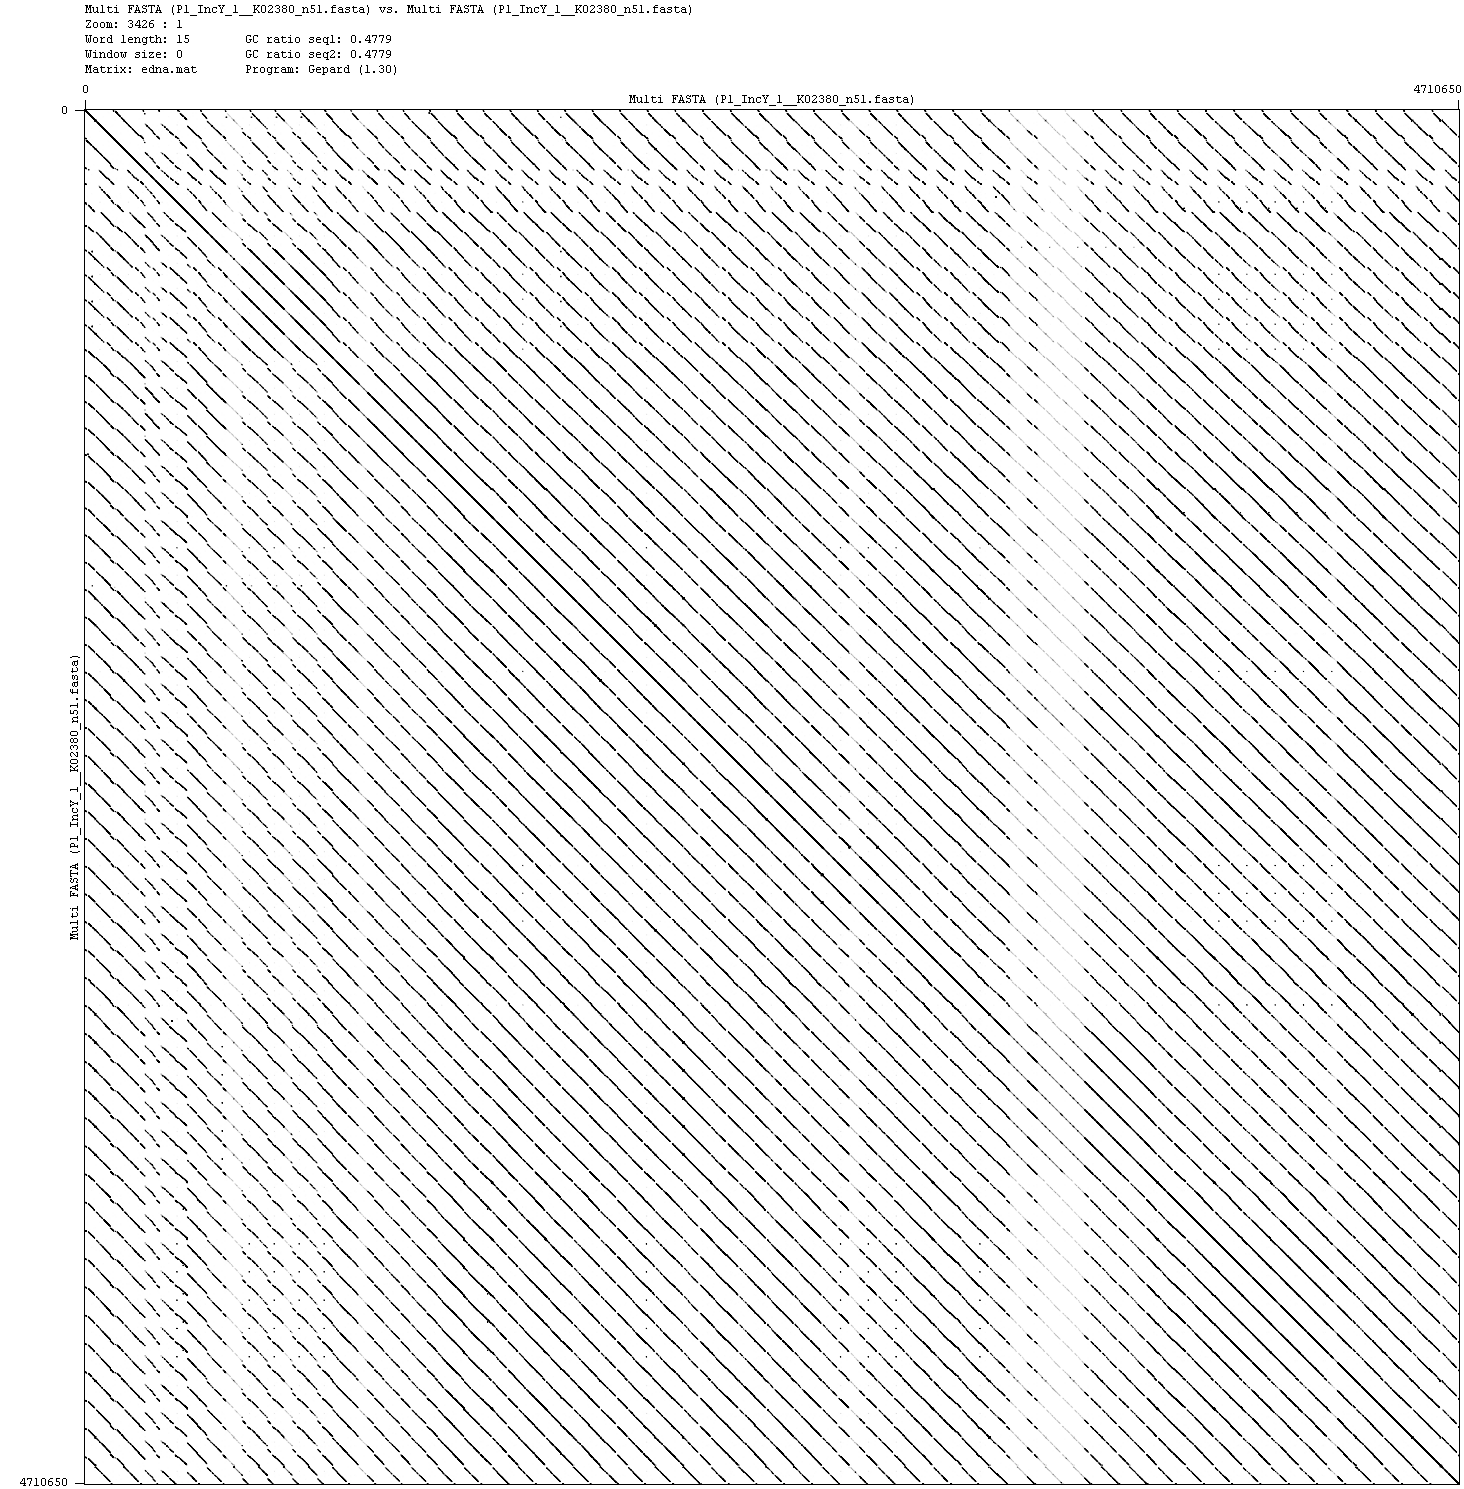 Multi FASTA (P1_IncY_1__K02380_n51.fasta) vs. Multi FASTA (P1_IncY_1__K02380_n51.fasta)
Zoom: 3426 : 1
Word length: 15 GC ratio seq1: 0.4779
Window size: 0 GC ratio seq2: 0.4779
Matrix: edna.mat Program: Gepard (1.30)
0 4710650
Multi FASTA (P1_IncY_1__K02380_n51.fasta)
0
Multi FASTA (P1_IncY_1__K02380_n51.fasta)
4710650